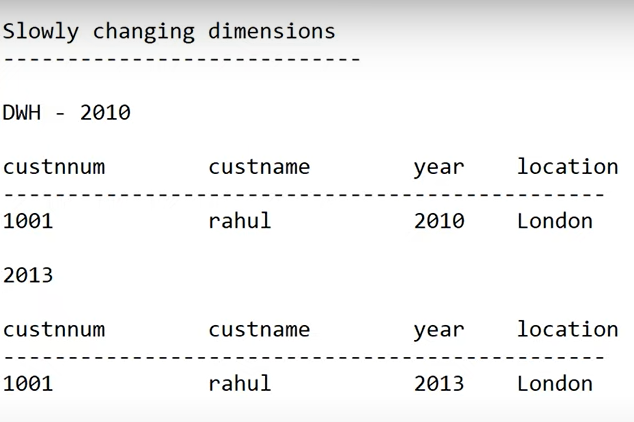 Slowly changing dimensions
----------------------------
DWH - 2010
custnnum custname year location
-----------------------------------------------
1001 rahul 2010 London
2013
custnnum custname year location
-----------------------------------------------
1001 rahul 2013 London